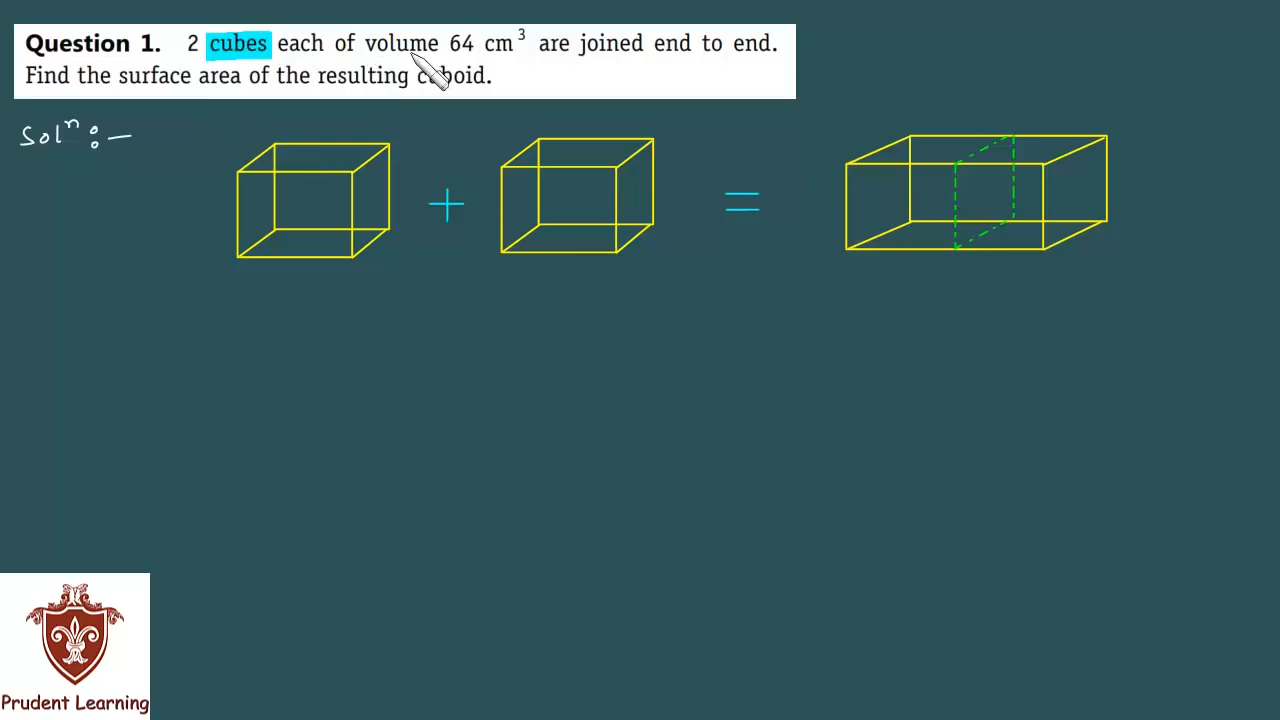 Question 1. 2 cubes each of volume 64 cm³ are joined end to end.
Find the surface area of the resulting cuboid.
Solⁿ :-
+ =
Prudent Learning